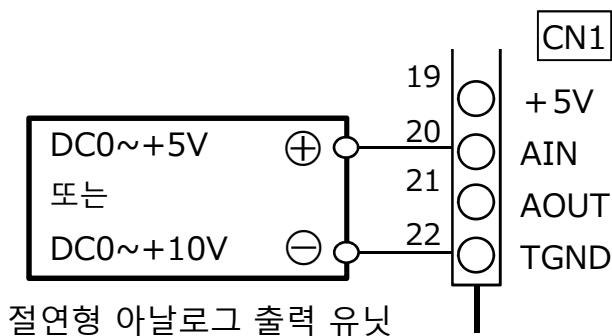 CN1
19
+5V
DC0~+5V
⊕
20
AIN
또는
21
AOUT
DC0~+10V
⊖
22
TGND
절연형 아날로그 출력 유닛